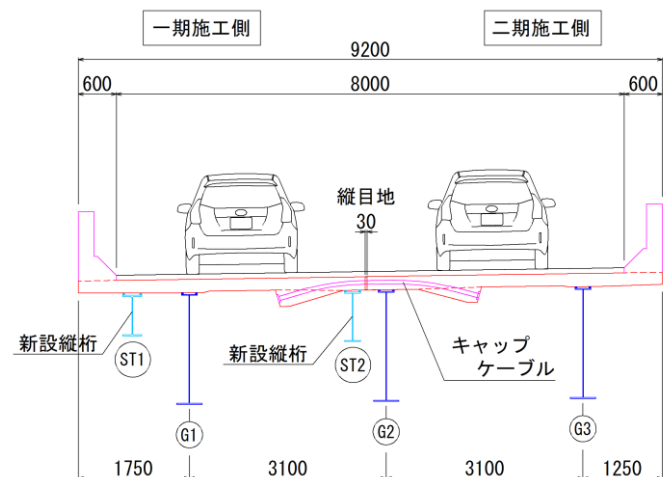 一期施工側
二期施工側
9200
600
8000
600
縦目地
30
新設縦桁
ST1
新設縦桁
ST2
キャップ
ケーブル
G1
G2
G3
1750
3100
3100
1250